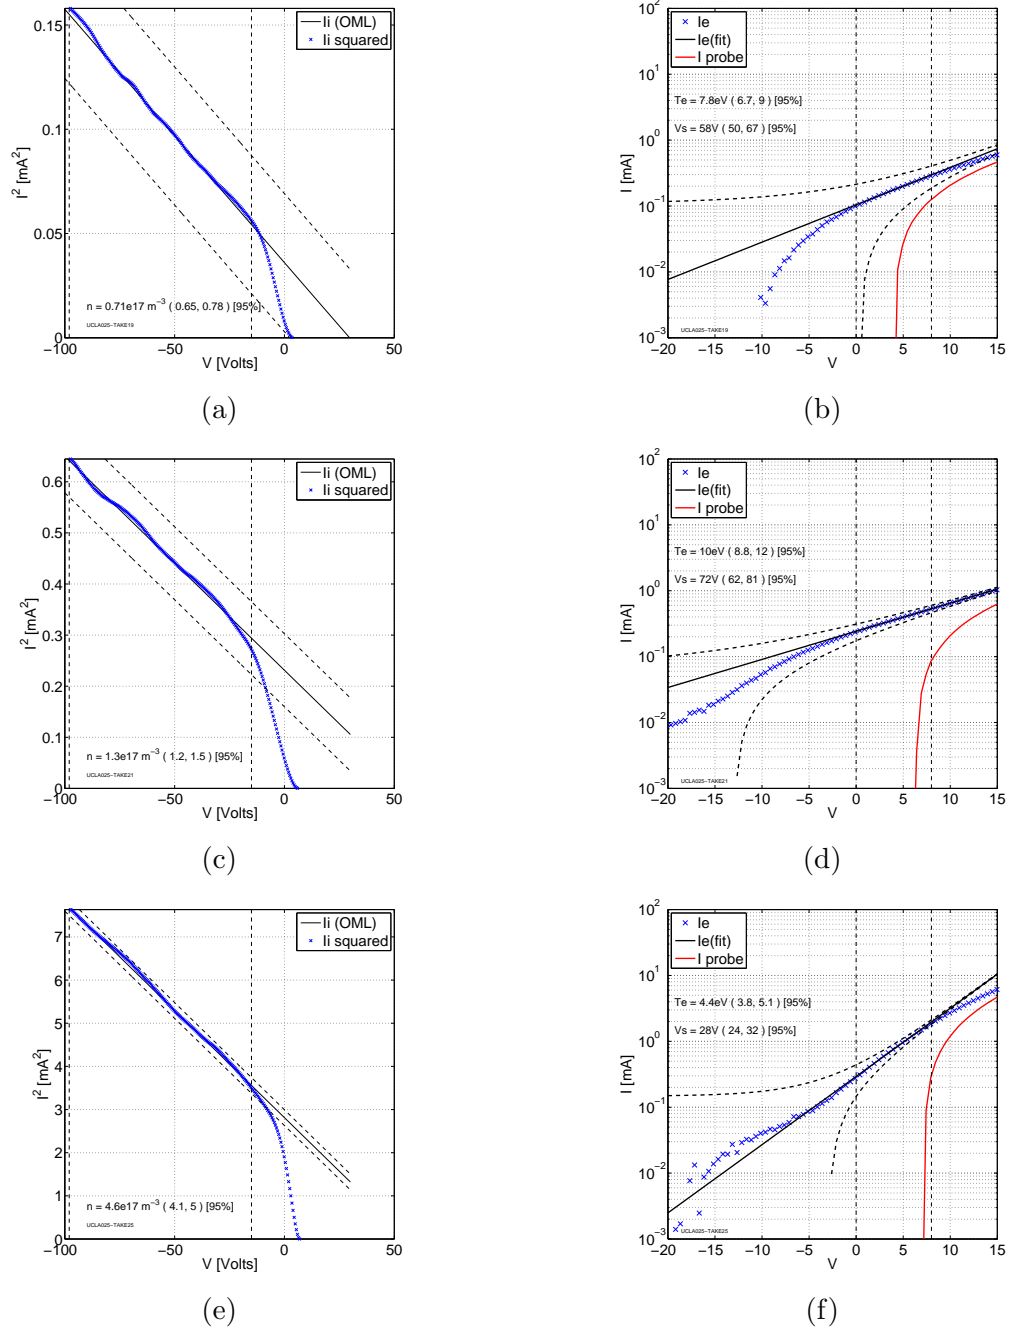 0.15
0.1
0.05
0
I² [mA²]
Ii (OML)
Ii squared
n = 0.71e17 m⁻³ ( 0.65, 0.78) [95%]
UCLA025−TAKE19
−100 −50 0 50
V [Volts]
(a)
10²
10¹
10⁰
10⁻¹
10⁻²
10⁻³
I [mA]
Ie
Ie(fit)
I probe
Te = 7.8eV ( 6.7, 9 ) [95%]
Vs = 58V ( 50, 67) [95%]
UCLA025−TAKE19
−20 −15 −10 −5 0 5 10 15
V
(b)
0.6
0.5
0.4
0.3
0.2
0.1
0
I² [mA²]
Ii (OML)
Ii squared
n = 1.3e17 m⁻³ ( 1.2, 1.5 ) [95%]
UCLA025−TAKE21
−100 −50 0 50
V [Volts]
(c)
10²
10¹
10⁰
10⁻¹
10⁻²
10⁻³
I [mA]
Ie
Ie(fit)
I probe
Te = 10eV ( 8.8, 12 ) [95%]
Vs = 72V ( 62, 81) [95%]
UCLA025−TAKE21
−20 −15 −10 −5 0 5 10 15
V
(d)
7
6
5
4
3
2
1
0
I² [mA²]
Ii (OML)
Ii squared
n = 4.6e17 m⁻³ ( 4.1, 5 ) [95%]
UCLA025−TAKE25
−100 −50 0 50
V [Volts]
(e)
10²
10¹
10⁰
10⁻¹
10⁻²
10⁻³
I [mA]
Ie
Ie(fit)
I probe
Te = 4.4eV ( 3.8, 5.1 ) [95%]
Vs = 28V ( 24, 32) [95%]
UCLA025−TAKE25
−20 −15 −10 −5 0 5 10 15
V
(f)